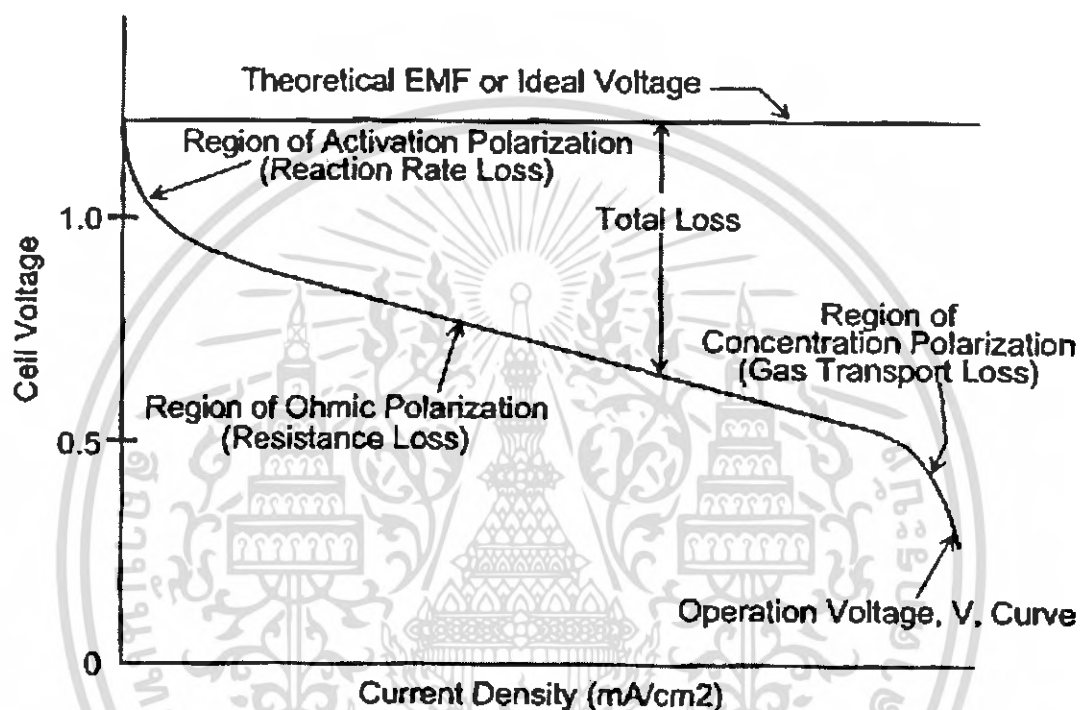 Theoretical EMF or Ideal Voltage
Region of Activation Polarization
(Reaction Rate Loss)
1.0
Total Loss
Cell Voltage
Region of
Concentration Polarization
(Gas Transport Loss)
Region of Ohmic Polarization
(Resistance Loss)
0.5
Operation Voltage, V, Curve
0
Current Density (mA/cm2)